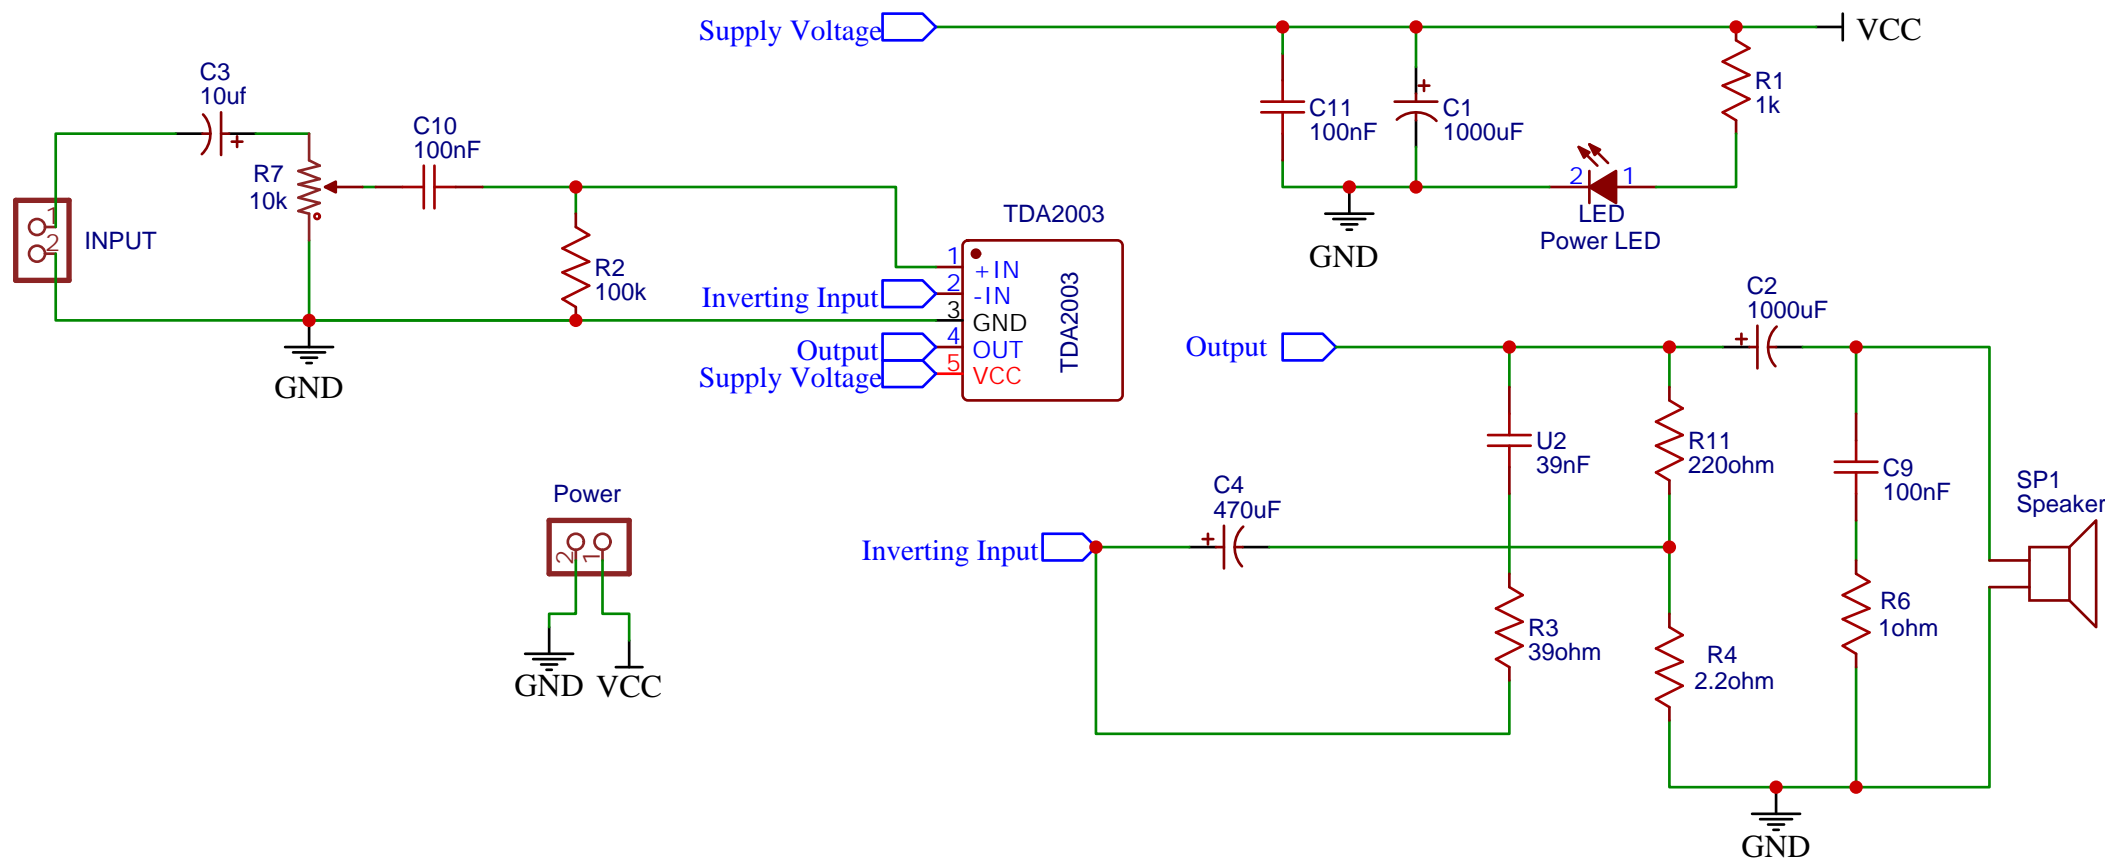 Supply Voltage
VCC
C3
10uf
C10
100nF
R7
10k
1
2
INPUT
GND
R2
100k
TDA2003
1
+IN
2
-IN
3
GND
4
OUT
5
VCC
TDA2003
Inverting Input
Output
Supply Voltage
C11
100nF
+
C1
1000uF
R1
1k
2
1
LED
Power LED
GND
Power
2
1
GND
VCC
Output
C2
1000uF
+
U2
39nF
R11
220ohm
C9
100nF
SP1
Speaker
C4
470uF
+
Inverting Input
R3
39ohm
R4
2.2ohm
R6
1ohm
GND
+